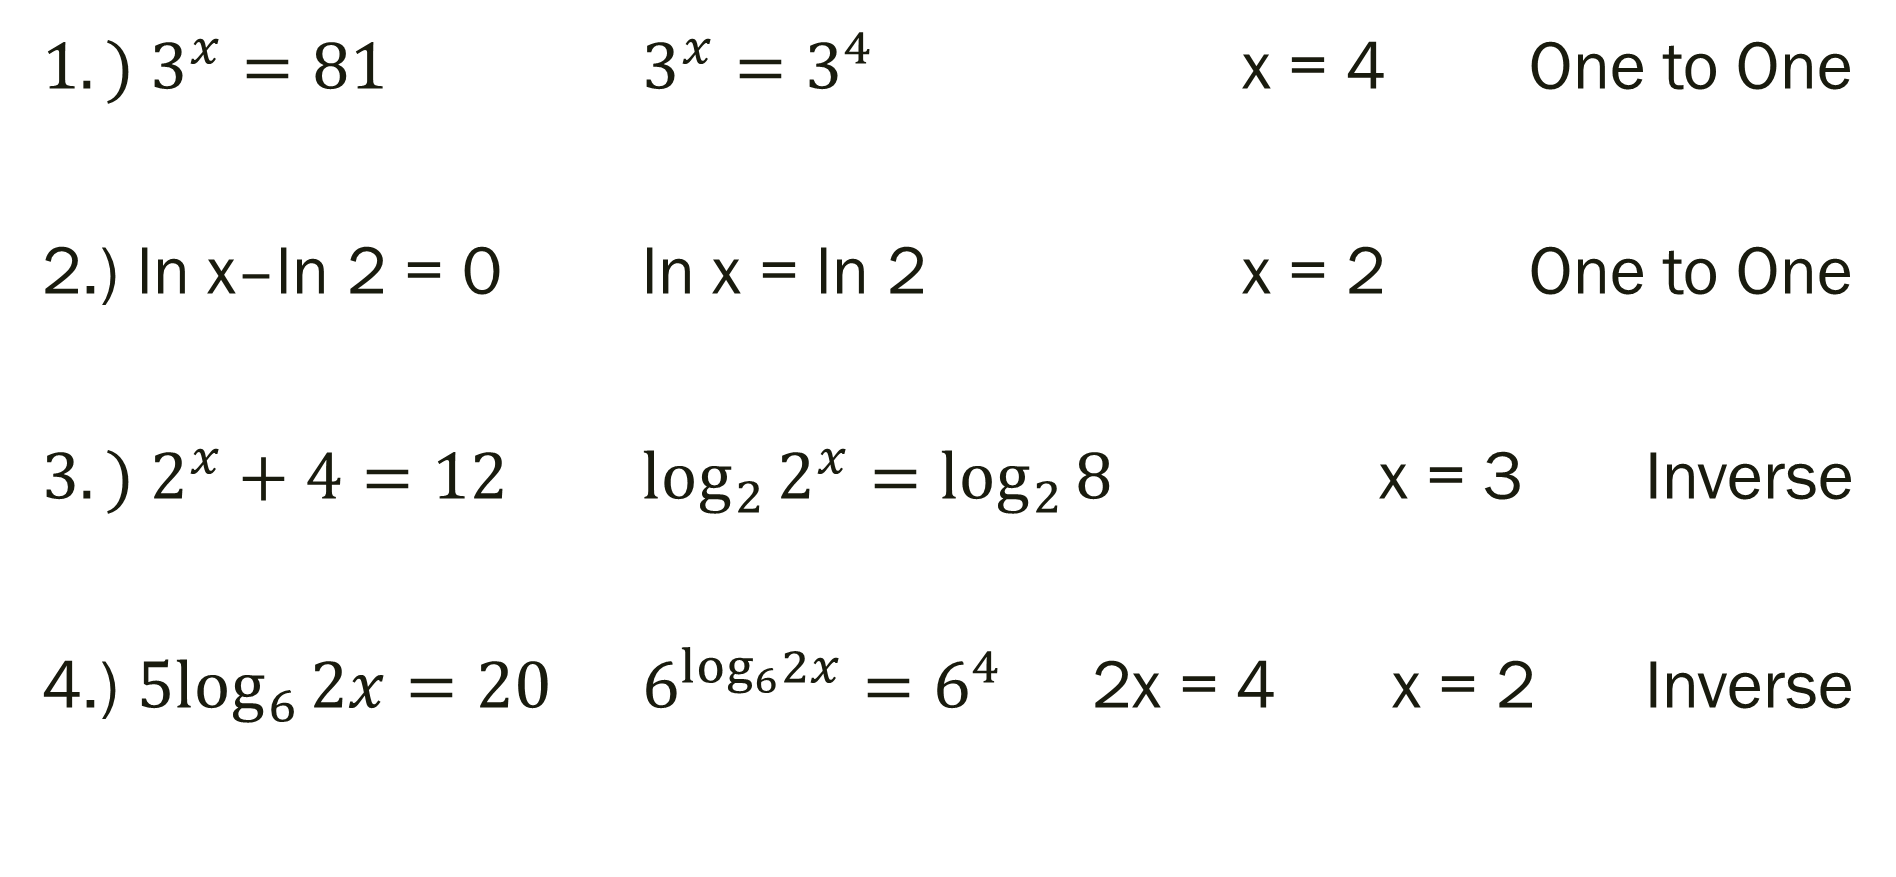 1.) 3^x = 81 3^x = 3^4 x = 4 One to One
2.) ln x–ln 2 = 0 ln x = ln 2 x = 2 One to One
3.) 2^x + 4 = 12 log₂ 2^x = log₂ 8 x = 3 Inverse
4.) 5log₆ 2x = 20 6^(log₆2x) = 6^4 2x = 4 x = 2 Inverse